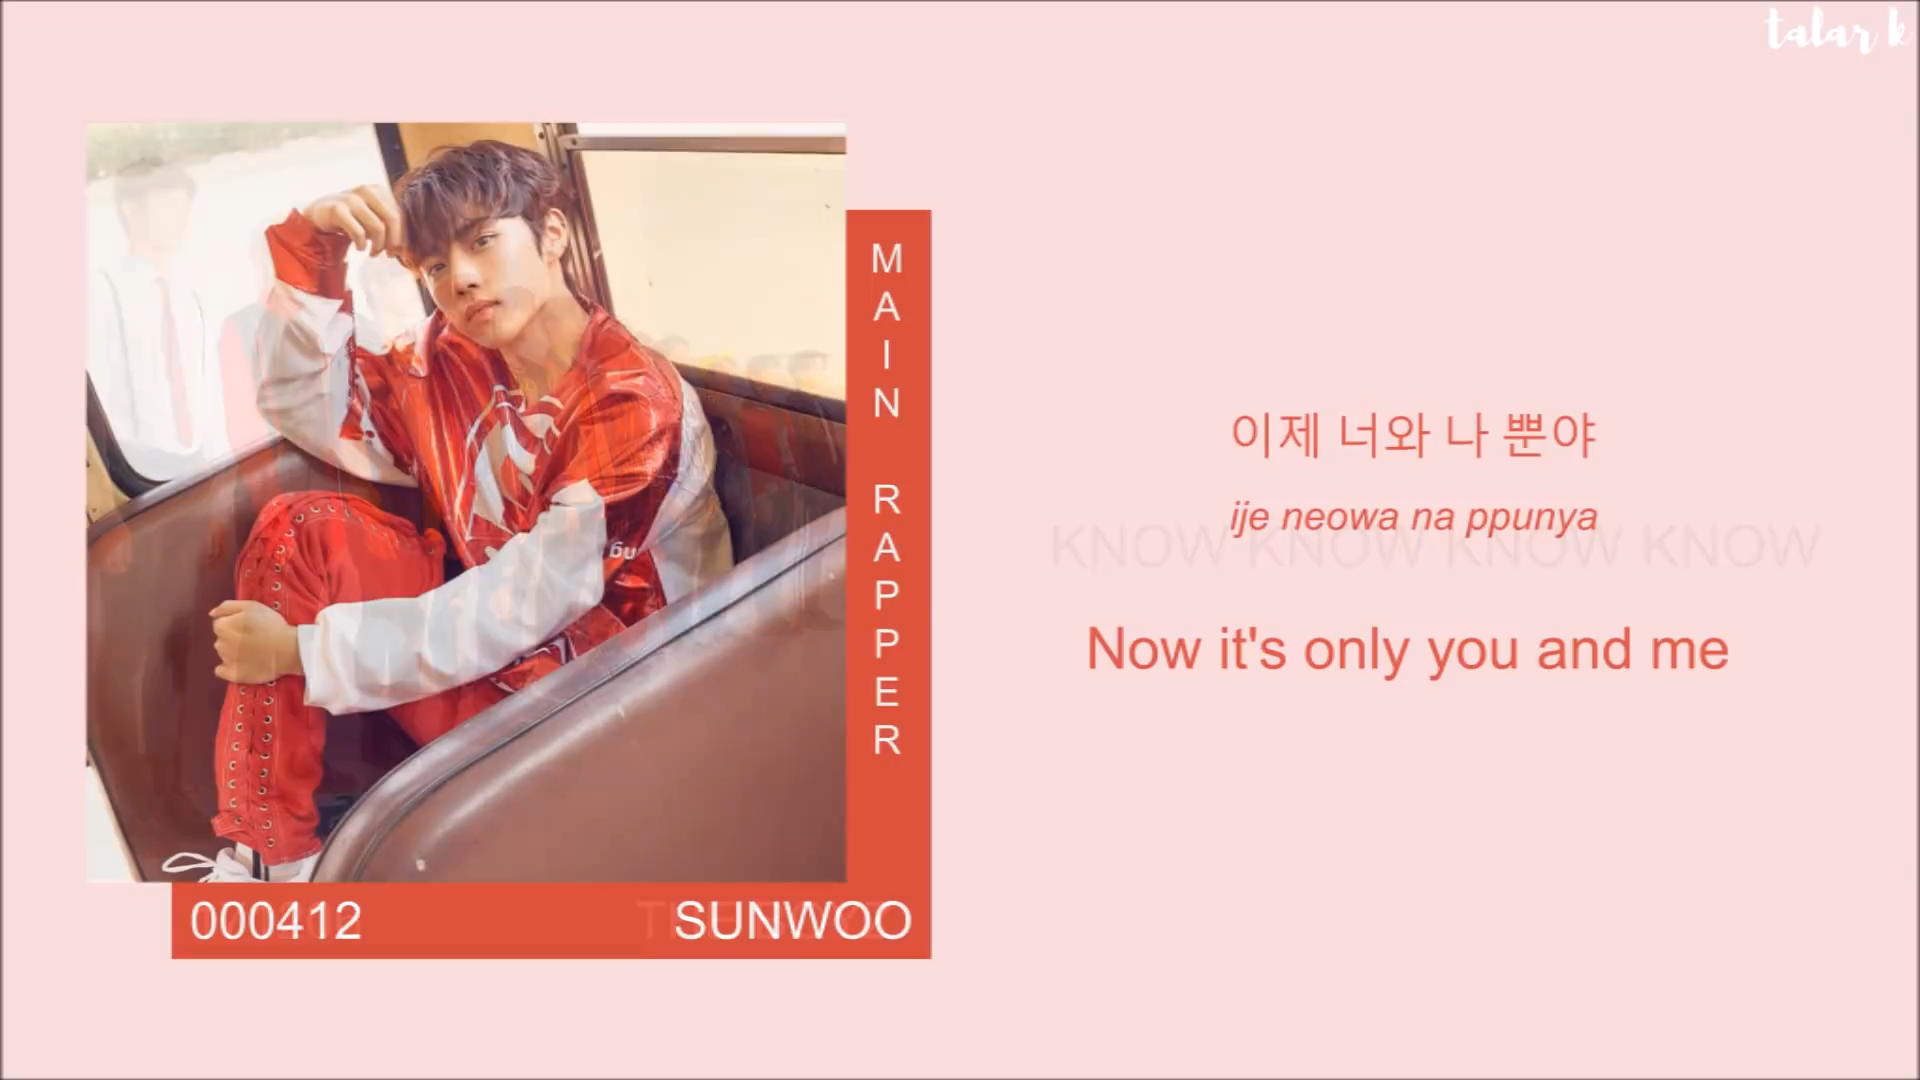 talar k
MAIN RAPPER
이제 너와 나 뿐야
ije neowa na ppunya
KNOW KNOW KNOW KNOW
Now it's only you and me
000412
SUNWOO